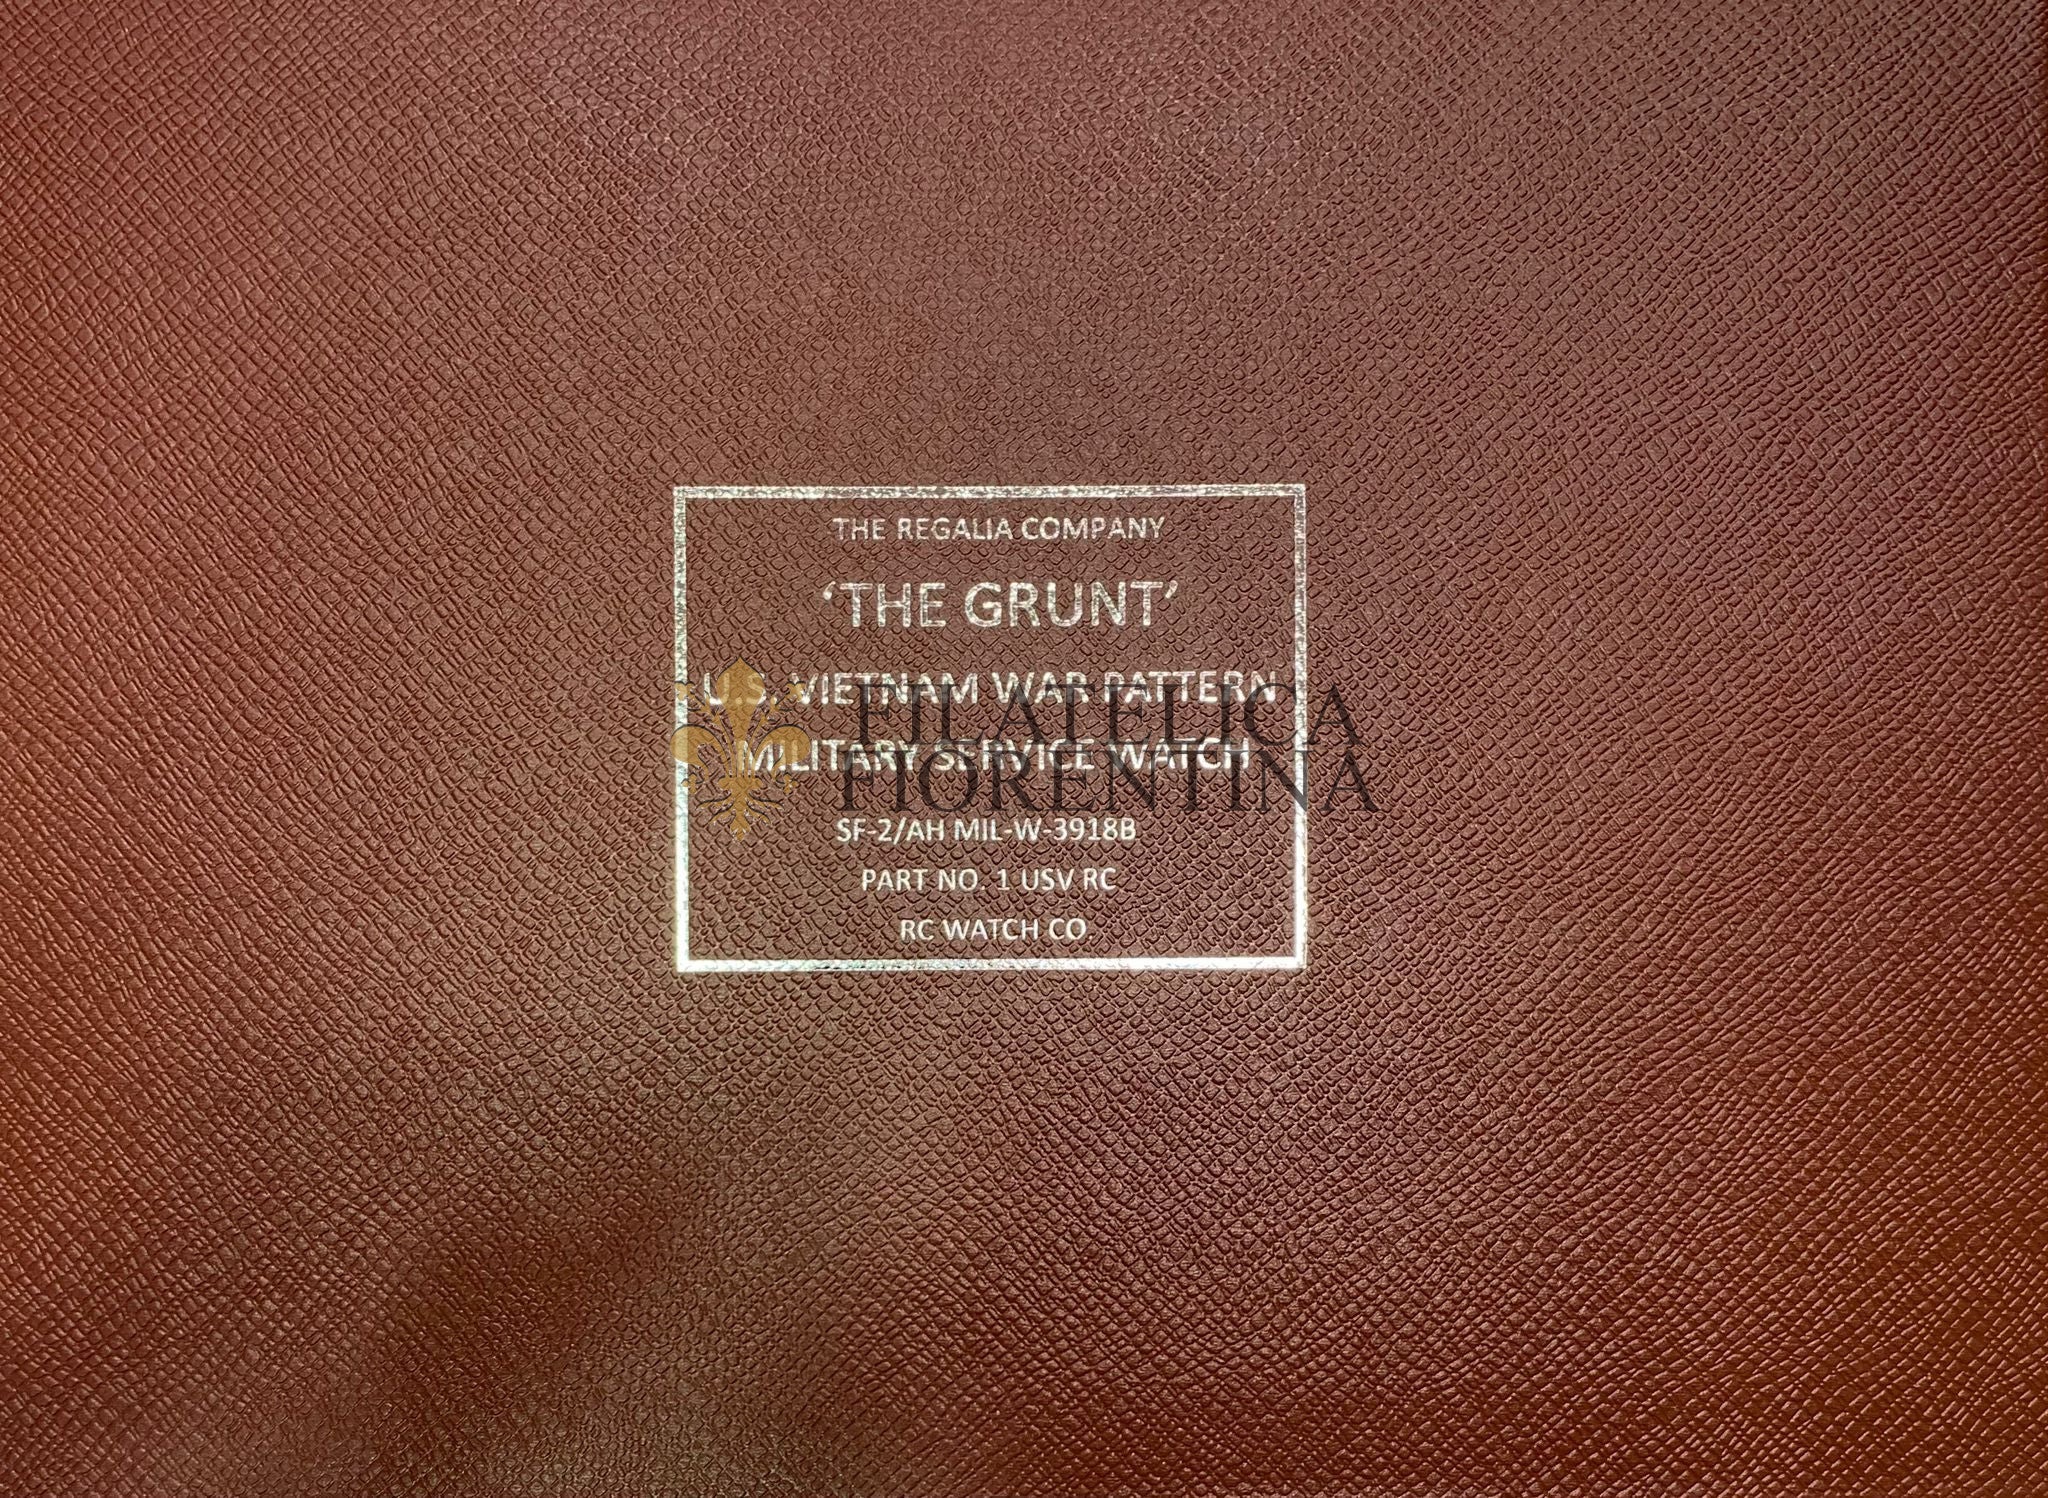 THE REGALIA COMPANY
‘THE GRUNT’
U.S. VIETNAM WAR PATTERN
MILITARY SERVICE WATCH
SF-2/AH MIL-W-3918B
PART NO. 1 USV RC
RC WATCH CO
FILATELICA
FIORENTINA